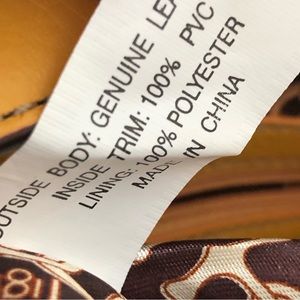 OUTSIDE BODY: GENUINE LEA
INSIDE TRIM: 100% PVC
LINING: 100% POLYESTER
MADE IN CHINA